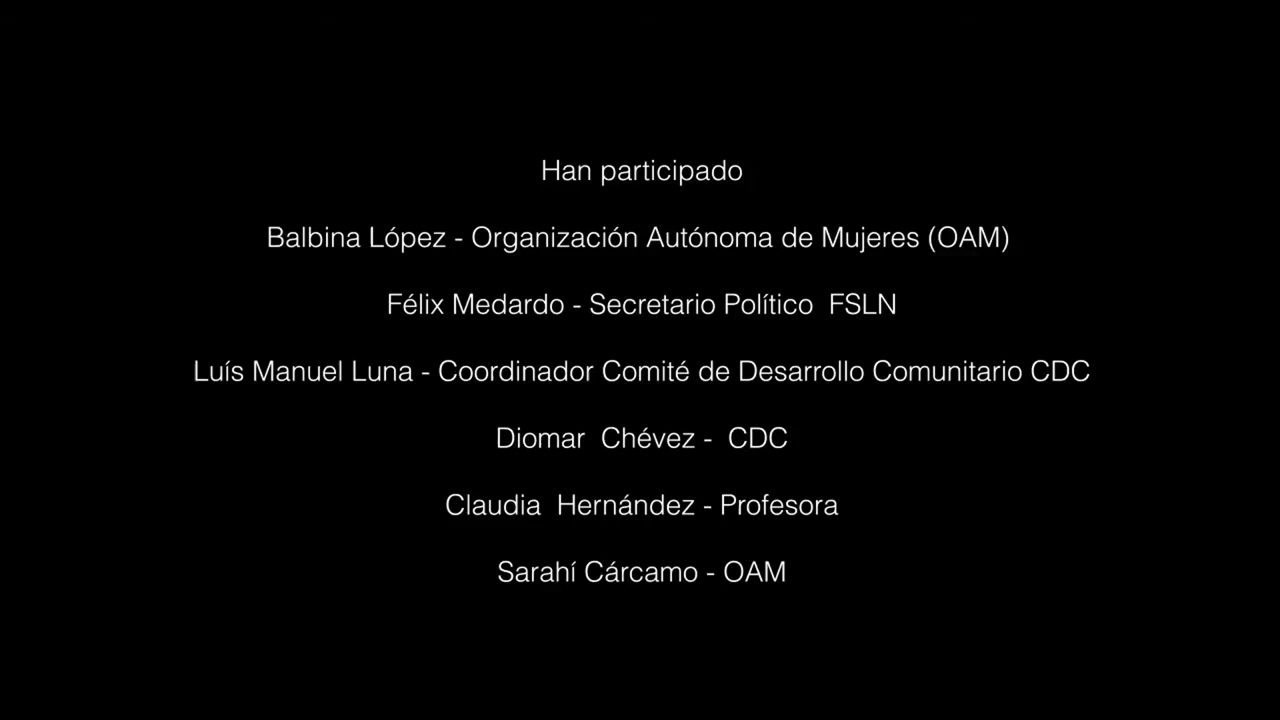 Han participado
Balbina López - Organización Autónoma de Mujeres (OAM)
Félix Medardo - Secretario Político  FSLN
Luís Manuel Luna - Coordinador Comité de Desarrollo Comunitario CDC
Diomar  Chévez -  CDC
Claudia  Hernández - Profesora
Sarahí Cárcamo - OAM